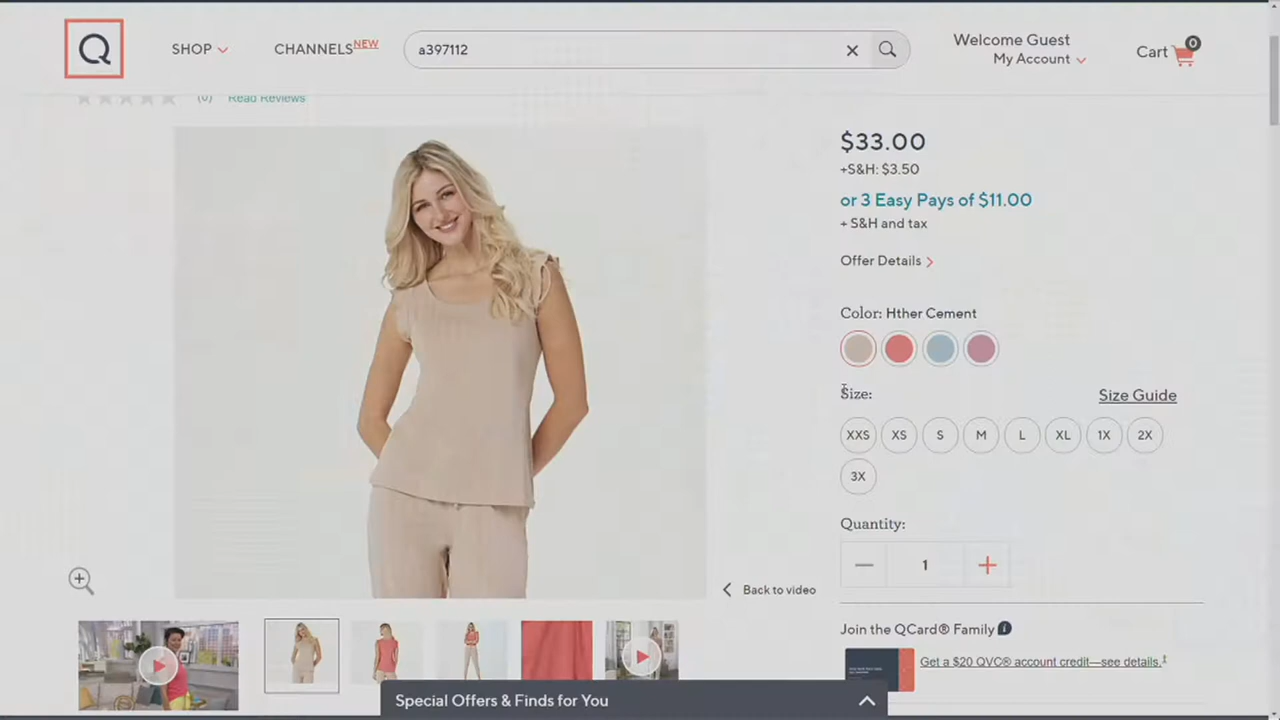 Q
SHOP
CHANNELS NEW
a397112
Welcome Guest
My Account
Cart 0
(0) Read Reviews
$33.00
+S&H: $3.50
or 3 Easy Pays of $11.00
+ S&H and tax
Offer Details
Color: Hther Cement
Size:
Size Guide
XXS XS S M L XL 1X 2X
3X
Quantity:
1
Back to video
Join the QCard® Family
Get a $20 QVC® account credit—see details.‡
Special Offers & Finds for You